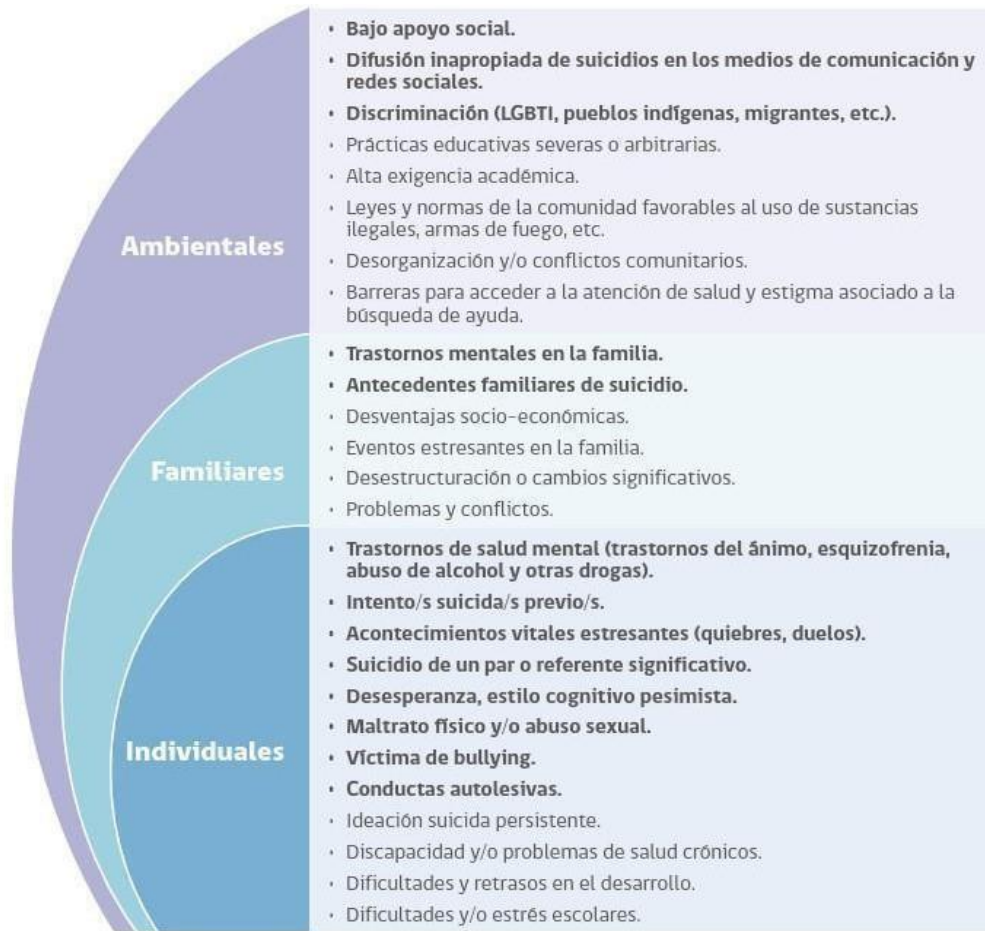 • Bajo apoyo social.
• Difusión inapropiada de suicidios en los medios de comunicación y
redes sociales.
• Discriminación (LGBTI, pueblos indígenas, migrantes, etc.).
• Prácticas educativas severas o arbitrarias.
• Alta exigencia académica.
• Leyes y normas de la comunidad favorables al uso de sustancias
ilegales, armas de fuego, etc.
Ambientales
• Desorganización y/o conflictos comunitarios.
• Barreras para acceder a la atención de salud y estigma asociado a la
búsqueda de ayuda.
• Trastornos mentales en la familia.
• Antecedentes familiares de suicidio.
• Desventajas socio-económicas.
• Eventos estresantes en la familia.
Familiares
• Desestructuración o cambios significativos.
• Problemas y conflictos.
• Trastornos de salud mental (trastornos del ánimo, esquizofrenia,
abuso de alcohol y otras drogas).
• Intento/s suicida/s previo/s.
• Acontecimientos vitales estresantes (quiebres, duelos).
• Suicidio de un par o referente significativo.
• Desesperanza, estilo cognitivo pesimista.
• Maltrato físico y/o abuso sexual.
Individuales
• Víctima de bullying.
• Conductas autolesivas.
• Ideación suicida persistente.
• Discapacidad y/o problemas de salud crónicos.
• Dificultades y retrasos en el desarrollo.
• Dificultades y/o estrés escolares.